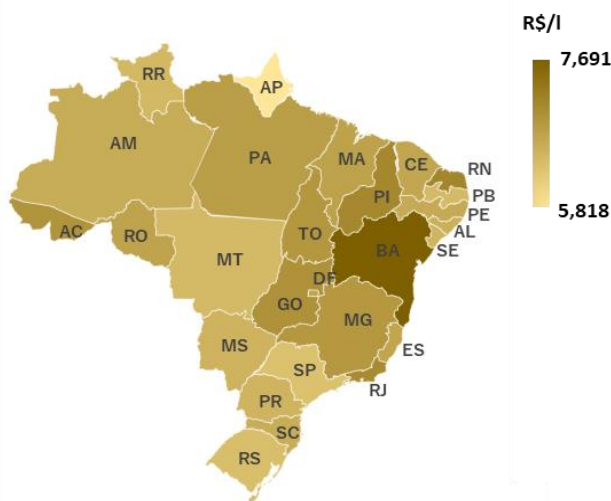 R$/l
7,691
5,818
RR
AP
AM
PA
MA
CE
RN
PB
PE
AL
SE
PI
AC
RO
TO
BA
MT
DF
GO
MG
ES
MS
SP
RJ
PR
SC
RS